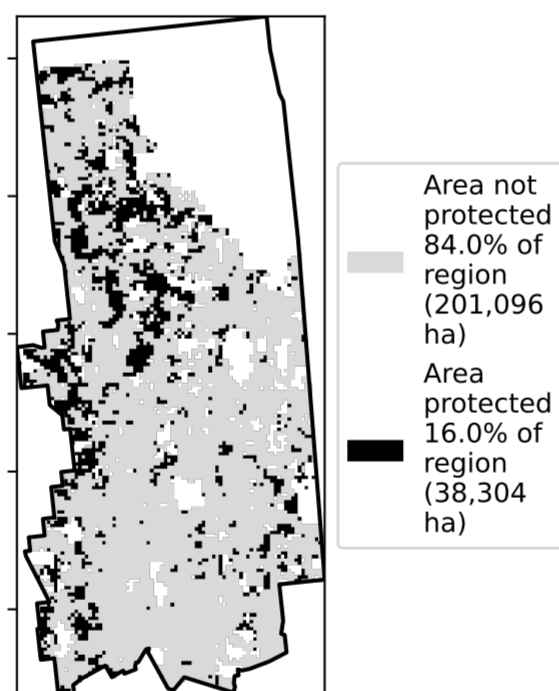 Area not
protected
84.0% of
region
(201,096
ha)
Area
protected
16.0% of
region
(38,304
ha)